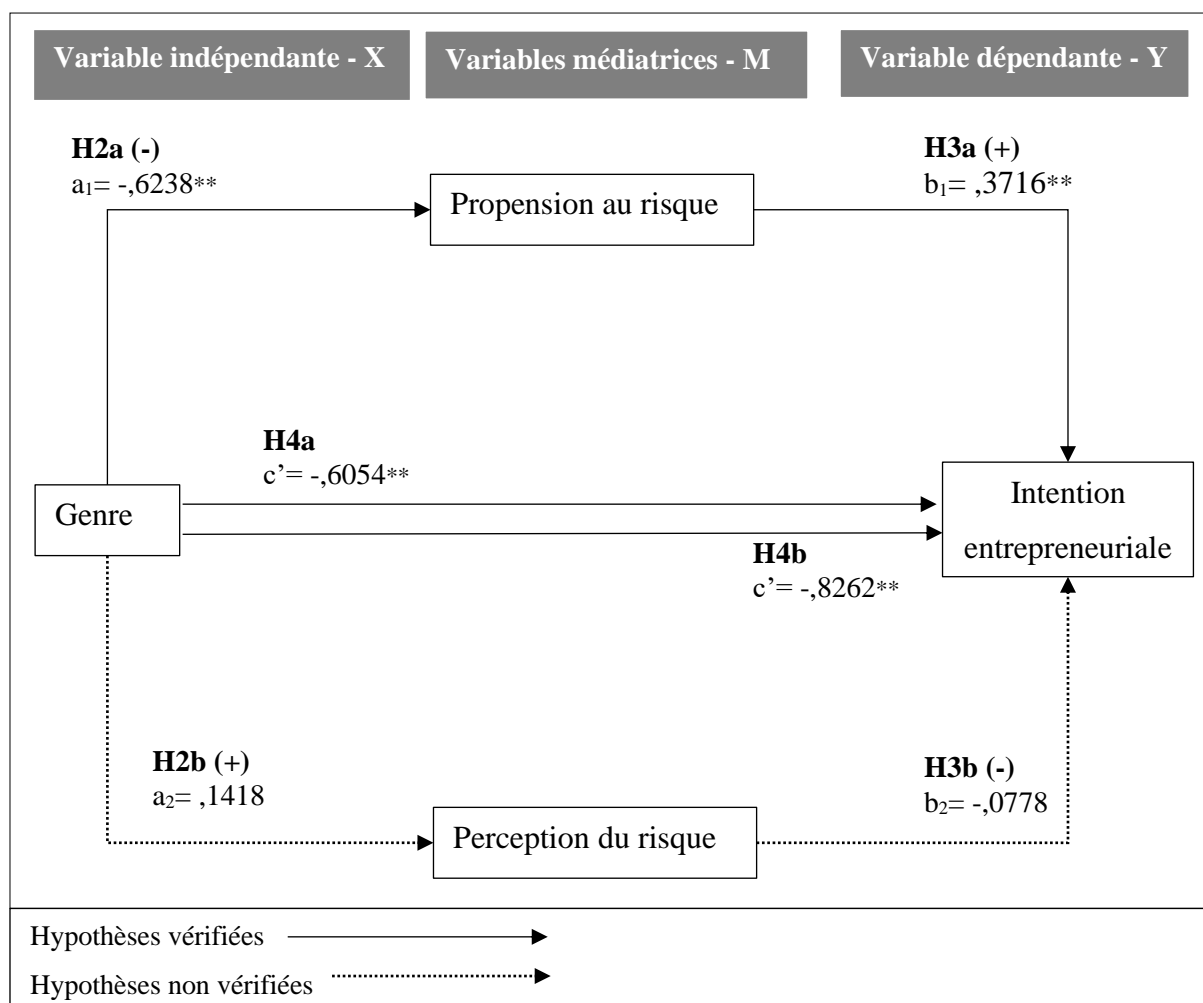 Variable indépendante - X
Variables médiatrices - M
Variable dépendante - Y
H2a (-)
a₁= -,6238**
H3a (+)
b₁= ,3716**
Propension au risque
H4a
c’= -,6054**
Genre
Intention
entrepreneuriale
H4b
c’= -,8262**
H2b (+)
a₂= ,1418
H3b (-)
b₂= -,0778
Perception du risque
Hypothèses vérifiées
Hypothèses non vérifiées